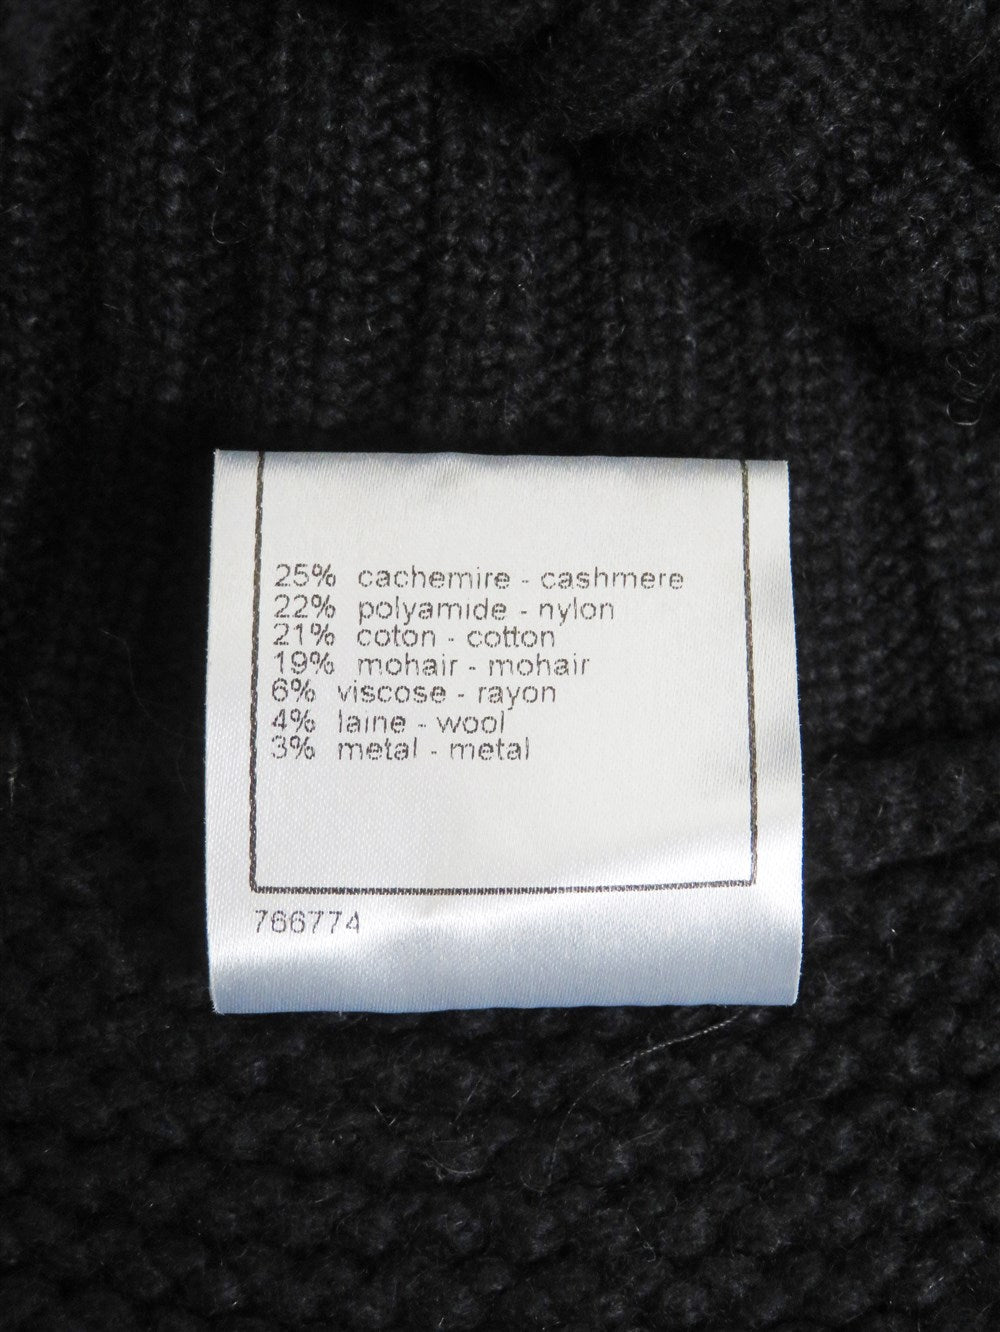 25% cachemire - cashmere
22% polyamide - nylon
21% coton - cotton
19% mohair - mohair
6% viscose - rayon
4% laine - wool
3% metal - metal
766774